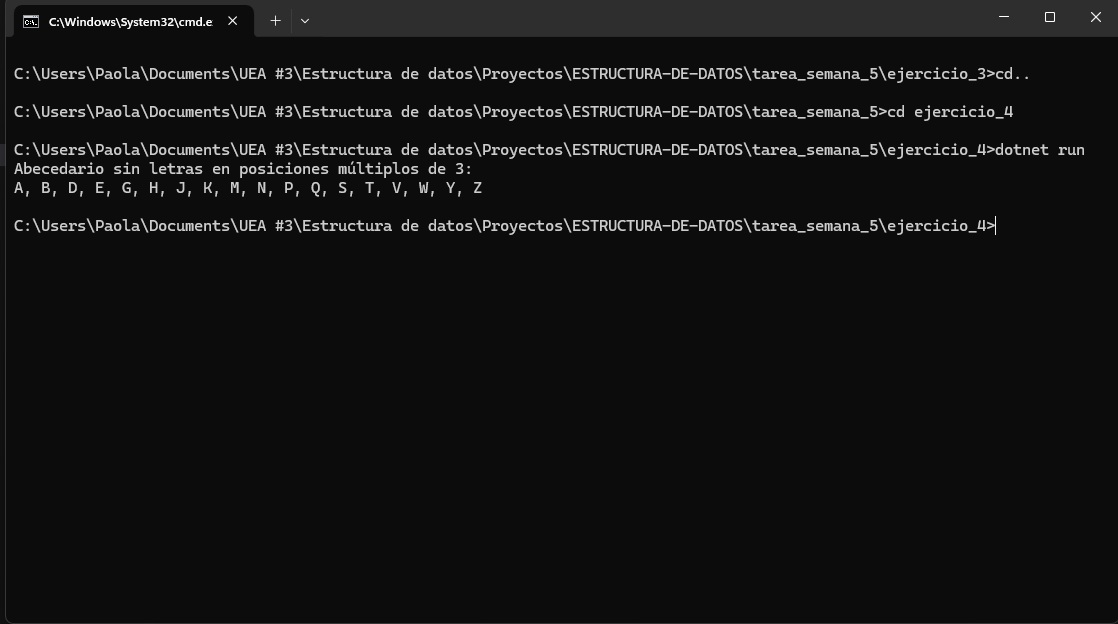 C:\Windows\System32\cmd.e
C:\Users\Paola\Documents\UEA #3\Estructura de datos\Proyectos\ESTRUCTURA-DE-DATOS\tarea_semana_5\ejercicio_3>cd..
C:\Users\Paola\Documents\UEA #3\Estructura de datos\Proyectos\ESTRUCTURA-DE-DATOS\tarea_semana_5>cd ejercicio_4
C:\Users\Paola\Documents\UEA #3\Estructura de datos\Proyectos\ESTRUCTURA-DE-DATOS\tarea_semana_5\ejercicio_4>dotnet run
Abecedario sin letras en posiciones múltiplos de 3:
A, B, D, E, G, H, J, K, M, N, P, Q, S, T, V, W, Y, Z
C:\Users\Paola\Documents\UEA #3\Estructura de datos\Proyectos\ESTRUCTURA-DE-DATOS\tarea_semana_5\ejercicio_4>